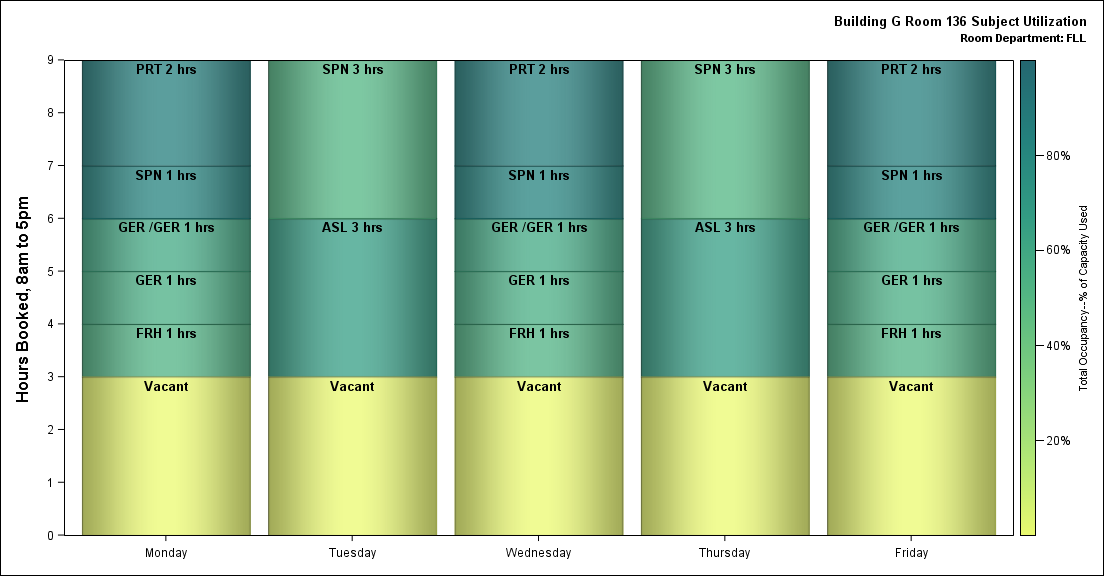 Building G Room 136 Subject Utilization
Room Department: FLL
Hours Booked, 8am to 5pm
9
8
7
6
5
4
3
2
1
0
PRT 2 hrs
SPN 1 hrs
GER /GER 1 hrs
GER 1 hrs
FRH 1 hrs
Vacant
Monday
SPN 3 hrs
ASL 3 hrs
Vacant
Tuesday
PRT 2 hrs
SPN 1 hrs
GER /GER 1 hrs
GER 1 hrs
FRH 1 hrs
Vacant
Wednesday
SPN 3 hrs
ASL 3 hrs
Vacant
Thursday
PRT 2 hrs
SPN 1 hrs
GER /GER 1 hrs
GER 1 hrs
FRH 1 hrs
Vacant
Friday
80%
60%
40%
20%
Total Occupancy--% of Capacity Used